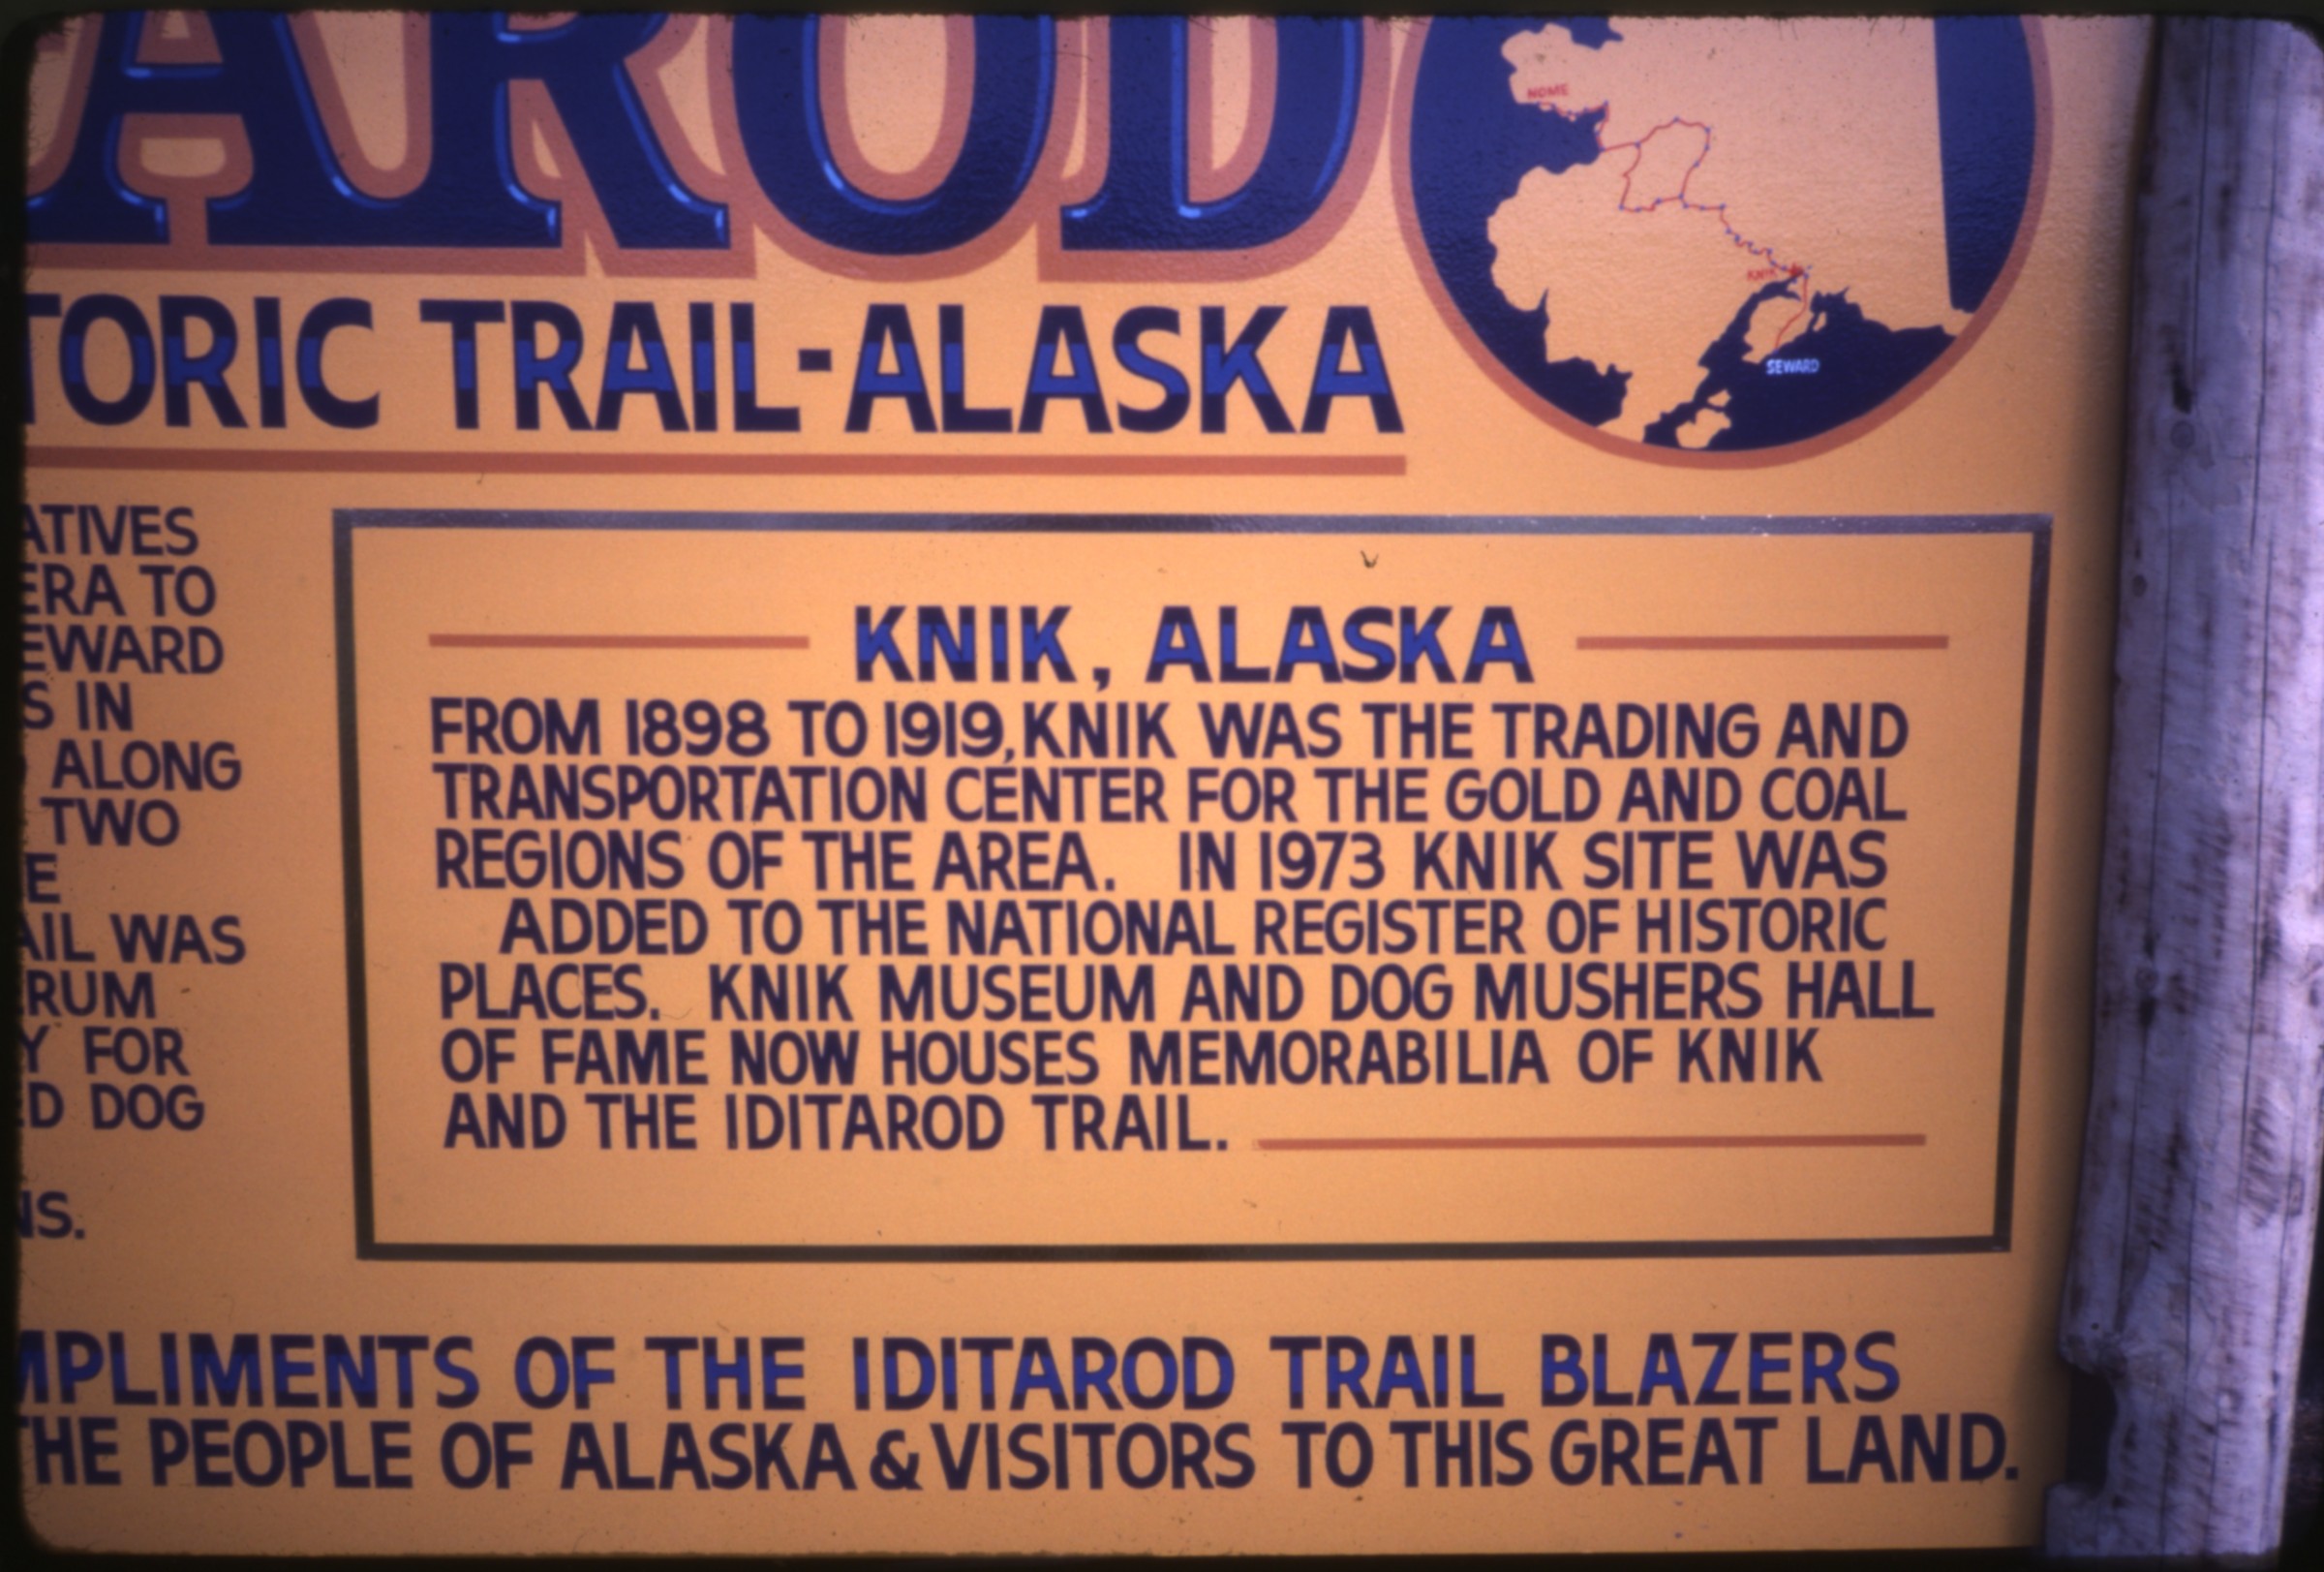 AROD
NOME
KNIK
SEWARD
TORIC TRAIL-ALASKA
ATIVES
ERA TO
EWARD
S IN
ALONG
TWO
E
AIL WAS
RUM
Y FOR
D DOG
NS.
KNIK, ALASKA
FROM 1898 TO 1919, KNIK WAS THE TRADING AND
TRANSPORTATION CENTER FOR THE GOLD AND COAL
REGIONS OF THE AREA. IN 1973 KNIK SITE WAS
ADDED TO THE NATIONAL REGISTER OF HISTORIC
PLACES. KNIK MUSEUM AND DOG MUSHERS HALL
OF FAME NOW HOUSES MEMORABILIA OF KNIK
AND THE IDITAROD TRAIL.
MPLIMENTS OF THE IDITAROD TRAIL BLAZERS
THE PEOPLE OF ALASKA & VISITORS TO THIS GREAT LAND.